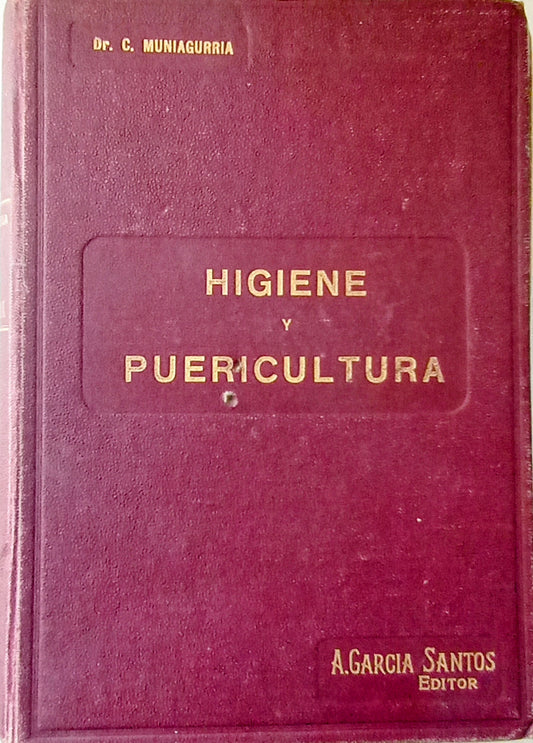 Dr. C. MUNIAGURRIA
HIGIENE
Y
PUERICULTURA
A. GARCIA SANTOS
EDITOR